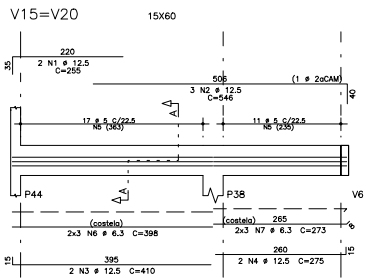 V15=V20
15X60
220
35
2 N1 ø 12.5
C=255
506
(1 ø 2aCAM)
3 N2 ø 12.5
C=546
40
17 ø 5 C/22.5
N5 (363)
11 ø 5 C/22.5
N5 (235)
A
A
P44
P38
V6
(costela)
2x3 N6 ø 6.3 C=398
(costela)
265
2x3 N7 ø 6.3 C=273
8
15
395
2 N3 ø 12.5 C=410
260
2 N4 ø 12.5 C=275
15